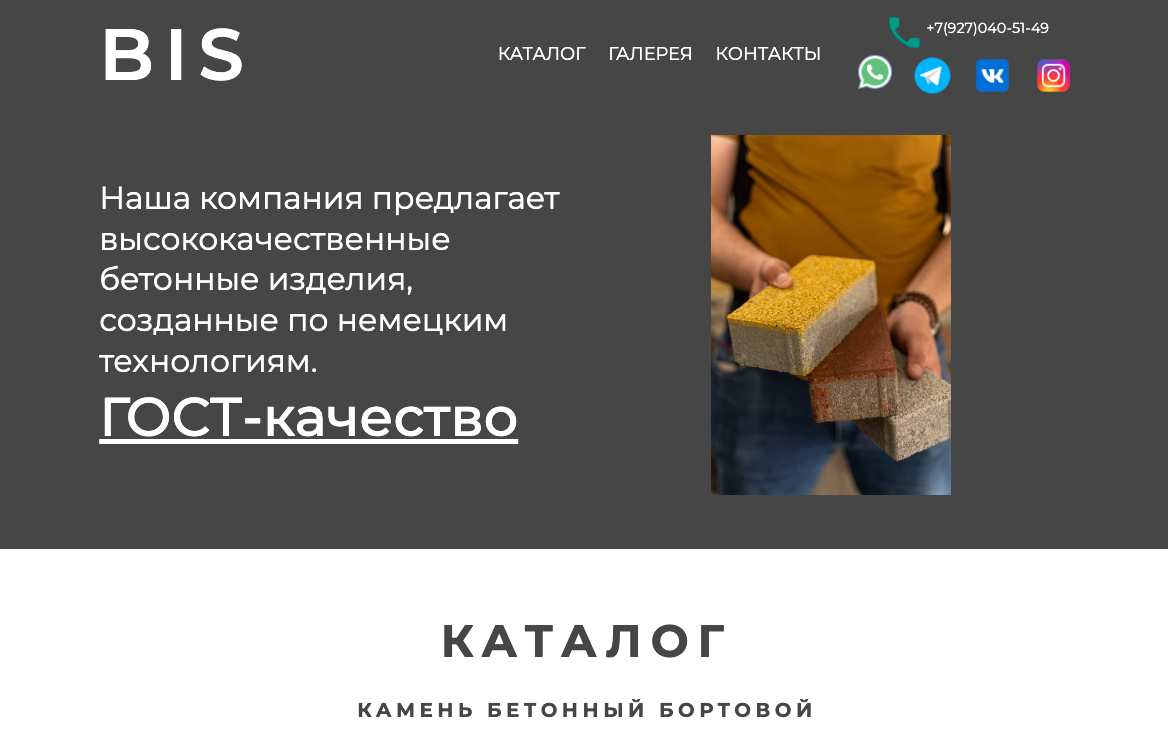 BIS
КАТАЛОГ ГАЛЕРЕЯ КОНТАКТЫ
+7(927)040-51-49
Наша компания предлагает
высококачественные
бетонные изделия,
созданные по немецким
технологиям.
ГОСТ-качество
КАТАЛОГ
КАМЕНЬ БЕТОННЫЙ БОРТОВОЙ